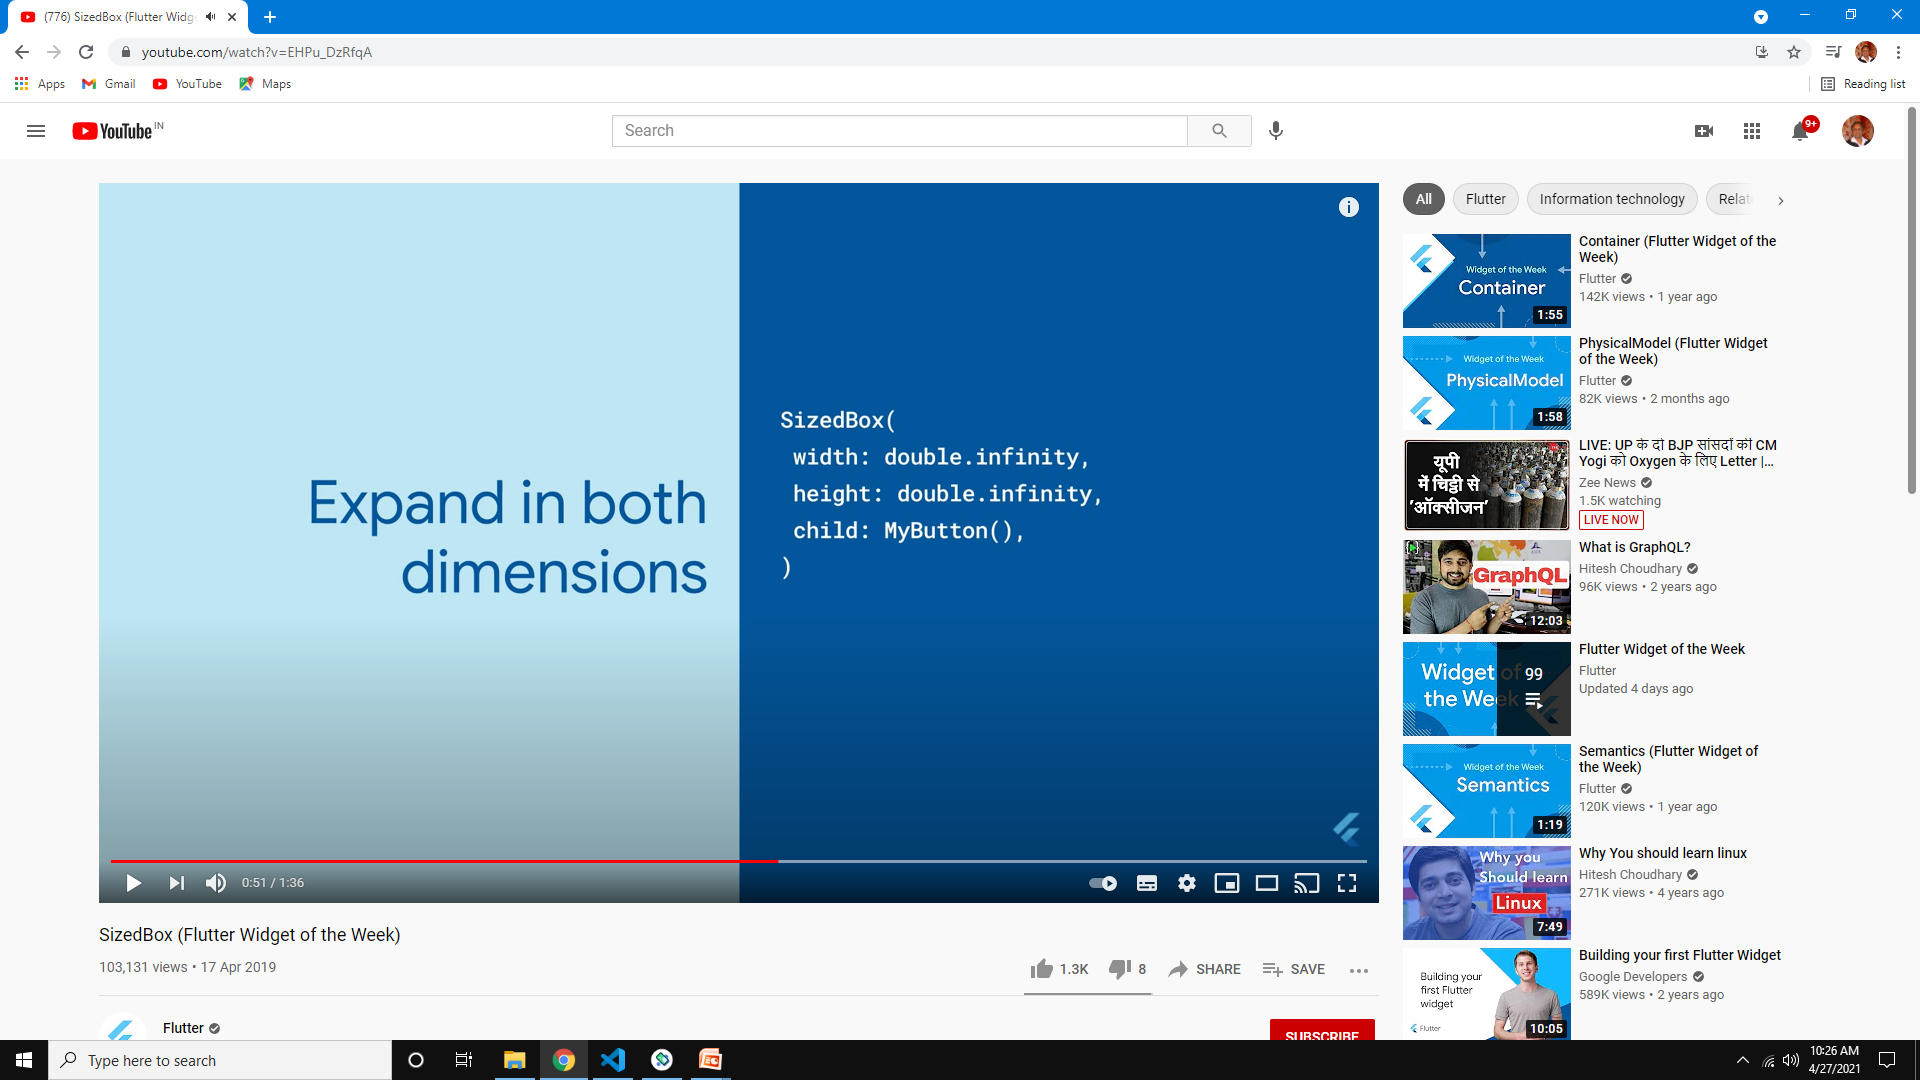 (776) SizedBox (Flutter Widg
youtube.com/watch?v=EHPu_DzRfqA
Apps
Gmail
YouTube
Maps
Reading list
YouTube IN
Search
9+
SizedBox(
width: double.infinity,
height: double.infinity,
child: MyButton(),
)
Expand in both
dimensions
0:51 / 1:36
SizedBox (Flutter Widget of the Week)
103,131 views • 17 Apr 2019
1.3K
8
SHARE
SAVE
Flutter
SUBSCRIBE
All
Flutter
Information technology
Relat
Widget of the Week
Container
1:55
Container (Flutter Widget of the
Week)
Flutter
142K views • 1 year ago
Widget of the Week
PhysicalModel
1:58
PhysicalModel (Flutter Widget
of the Week)
Flutter
82K views • 2 months ago
यूपी
में चिट्ठी से
'ऑक्सीजन'
LIVE: UP के दो BJP सांसदों की CM
Yogi को Oxygen के लिए Letter |...
Zee News
1.5K watching
LIVE NOW
GraphQL
12:03
What is GraphQL?
Hitesh Choudhary
96K views • 2 years ago
Widget of
the Week
99
Flutter Widget of the Week
Flutter
Updated 4 days ago
Widget of the Week
Semantics
1:19
Semantics (Flutter Widget of
the Week)
Flutter
120K views • 1 year ago
Why you
Should learn
Linux
7:49
Why You should learn linux
Hitesh Choudhary
271K views • 4 years ago
Building your
first Flutter
widget
Flutter
10:05
Building your first Flutter Widget
Google Developers
589K views • 2 years ago
Type here to search
10:26 AM
4/27/2021